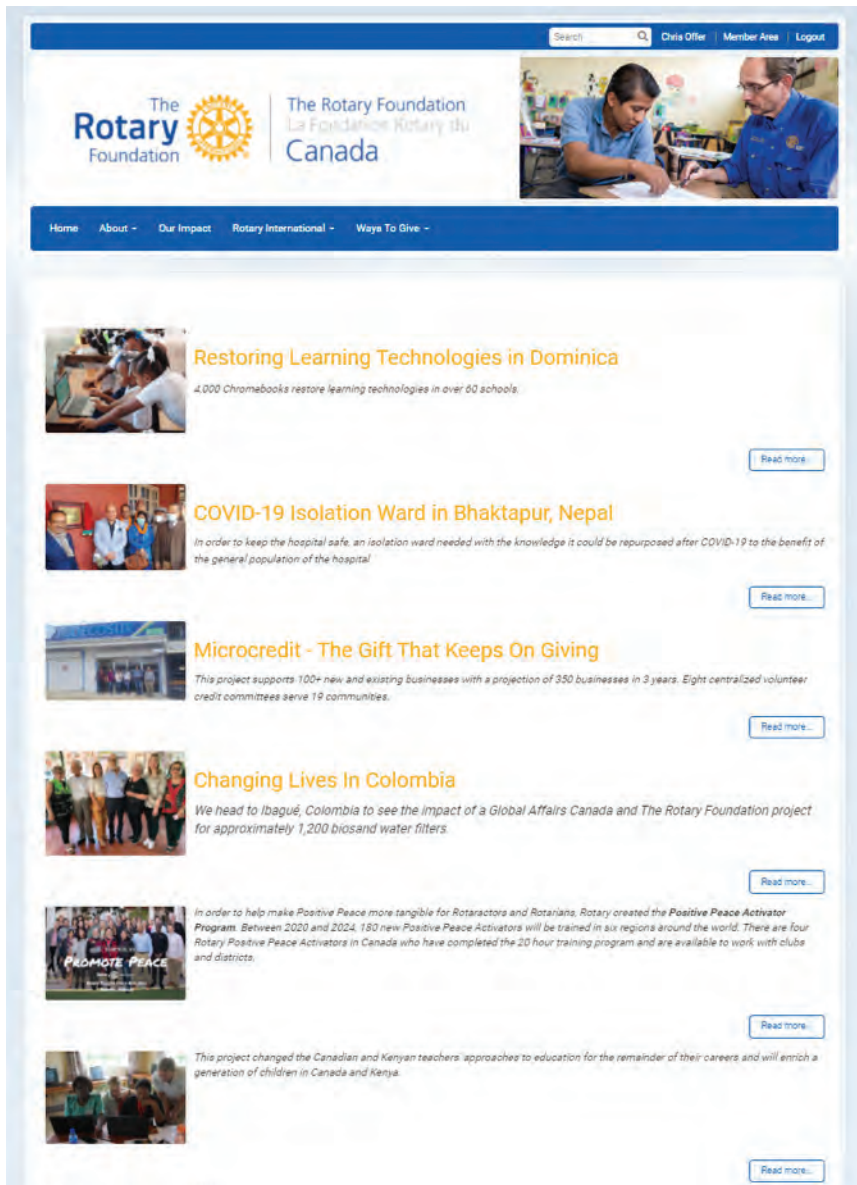 Search
Chris Offer | Member Area | Logout
The
Rotary
Foundation
The Rotary Foundation
La Fondation Rotary du
Canada
Home About Our Impact Rotary International Ways To Give
Restoring Learning Technologies in Dominica
4,000 Chromebooks restore learning technologies in over 60 schools.
Read more...
COVID-19 Isolation Ward in Bhaktapur, Nepal
In order to keep the hospital safe, an isolation ward needed with the knowledge it could be repurposed after COVID-19 to the benefit of
the general population of the hospital
Read more...
Microcredit - The Gift That Keeps On Giving
This project supports 100+ new and existing businesses with a projection of 350 businesses in 3 years. Eight centralized volunteer
credit committees serve 19 communities.
Read more...
Changing Lives In Colombia
We head to Ibagué, Colombia to see the impact of a Global Affairs Canada and The Rotary Foundation project
for approximately 1,200 biosand water filters.
Read more...
In order to help make Positive Peace more tangible for Rotaractors and Rotarians, Rotary created the Positive Peace Activator
Program. Between 2020 and 2024, 180 new Positive Peace Activators will be trained in six regions around the world. There are four
Rotary Positive Peace Activators in Canada who have completed the 20 hour training program and are available to work with clubs
and districts.
PROMOTE PEACE
Read more...
This project changed the Canadian and Kenyan teachers' approaches to education for the remainder of their careers and will enrich a
generation of children in Canada and Kenya.
Read more...